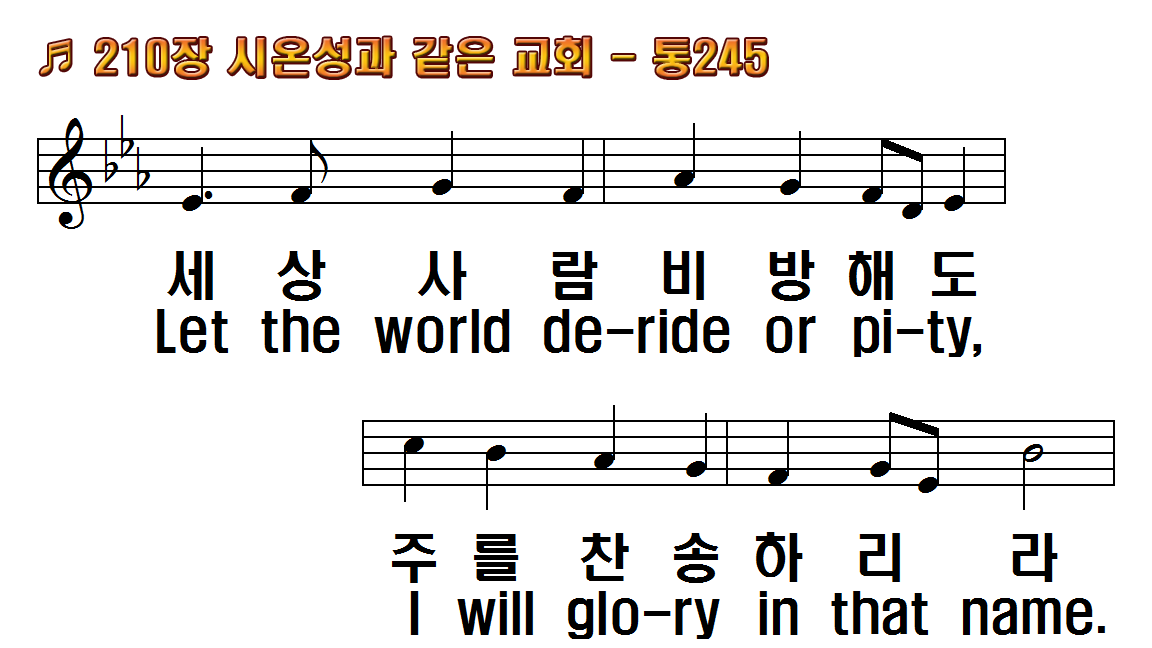 ♬ 210장 시온성과 같은 교회 - 통245
세 상 사 람 비 방 해 도
Let the world de-ride or pi-ty,
주 를 찬 송 하 리 라
I will glo-ry in that name.